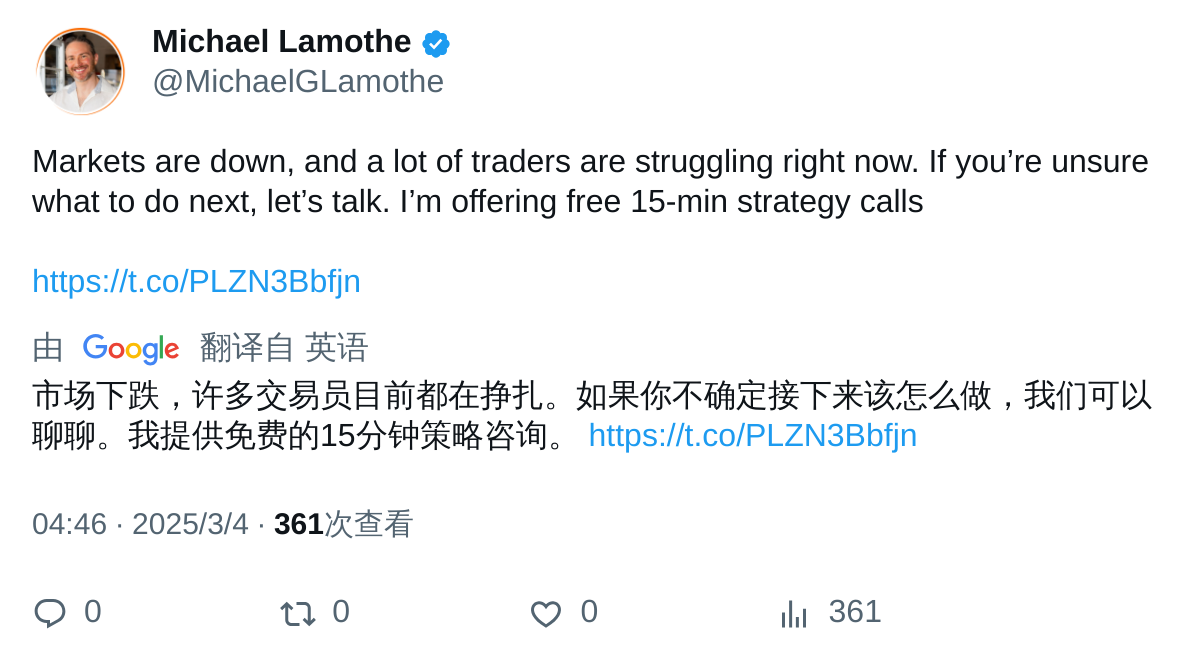 Michael Lamothe
@MichaelGLamothe
Markets are down, and a lot of traders are struggling right now. If you’re unsure
what to do next, let’s talk. I’m offering free 15-min strategy calls
https://t.co/PLZN3Bbfjn
由 Google 翻译自 英语
市场下跌，许多交易员目前都在挣扎。如果你不确定接下来该怎么做，我们可以
聊聊。我提供免费的15分钟策略咨询。 https://t.co/PLZN3Bbfjn
04:46 · 2025/3/4 · 361次查看
0 0 0 361